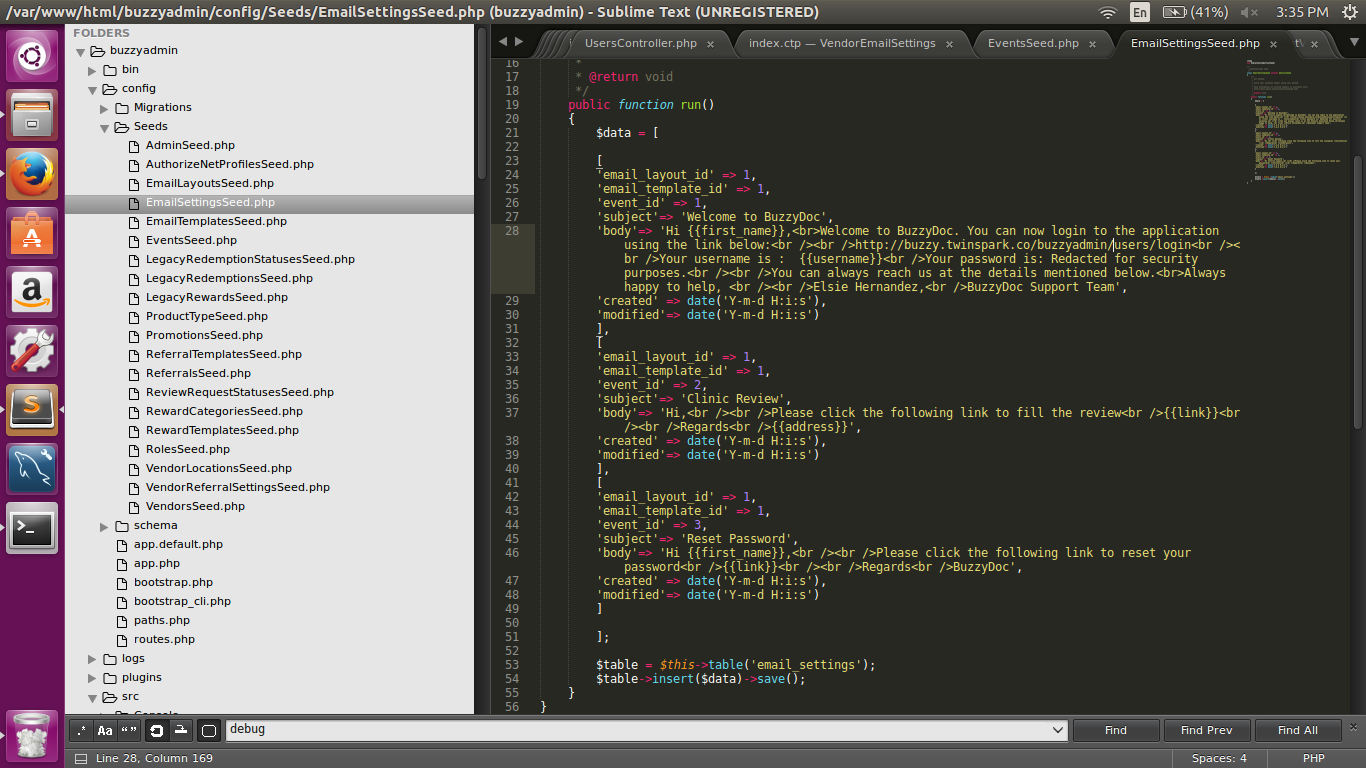 /var/www/html/buzzyadmin/config/Seeds/EmailSettingsSeed.php (buzzyadmin) - Sublime Text (UNREGISTERED)
En (41%) 3:35 PM
FOLDERS
buzzyadmin
bin
config
Migrations
Seeds
AdminSeed.php
AuthorizeNetProfilesSeed.php
EmailLayoutsSeed.php
EmailSettingsSeed.php
EmailTemplatesSeed.php
EventsSeed.php
LegacyRedemptionStatusesSeed.php
LegacyRedemptionsSeed.php
LegacyRewardsSeed.php
ProductTypeSeed.php
PromotionsSeed.php
ReferralTemplatesSeed.php
ReferralsSeed.php
ReviewRequestStatusesSeed.php
RewardCategoriesSeed.php
RewardTemplatesSeed.php
RolesSeed.php
VendorLocationsSeed.php
VendorReferralSettingsSeed.php
VendorsSeed.php
schema
app.default.php
app.php
bootstrap.php
bootstrap_cli.php
paths.php
routes.php
logs
plugins
src
UsersController.php × index.ctp — VendorEmailSettings × EventsSeed.php × EmailSettingsSeed.php × ×
16 *
17 * @return void
18 */
19 public function run()
20 {
21 $data = [
22
23 [
24 'email_layout_id' => 1,
25 'email_template_id' => 1,
26 'event_id' => 1,
27 'subject'=> 'Welcome to BuzzyDoc',
28 'body'=> 'Hi {{first_name}},<br>Welcome to BuzzyDoc. You can now login to the application
using the link below:<br /><br />http://buzzy.twinspark.co/buzzyadmin/users/login<br /><
br />Your username is :  {{username}}<br />Your password is: Redacted for security
purposes.<br /><br />You can always reach us at the details mentioned below.<br>Always
happy to help, <br /><br />Elsie Hernandez,<br />BuzzyDoc Support Team',
29 'created' => date('Y-m-d H:i:s'),
30 'modified'=> date('Y-m-d H:i:s')
31 ],
32 [
33 'email_layout_id' => 1,
34 'email_template_id' => 1,
35 'event_id' => 2,
36 'subject'=> 'Clinic Review',
37 'body'=> 'Hi,<br /><br />Please click the following link to fill the review<br />{{link}}<br
/><br />Regards<br />{{address}}',
38 'created' => date('Y-m-d H:i:s'),
39 'modified'=> date('Y-m-d H:i:s')
40 ],
41 [
42 'email_layout_id' => 1,
43 'email_template_id' => 1,
44 'event_id' => 3,
45 'subject'=> 'Reset Password',
46 'body'=> 'Hi {{first_name}},<br /><br />Please click the following link to reset your
password<br />{{link}}<br /><br />Regards<br />BuzzyDoc',
47 'created' => date('Y-m-d H:i:s'),
48 'modified'=> date('Y-m-d H:i:s')
49 ]
50
51 ];
52
53 $table = $this->table('email_settings');
54 $table->insert($data)->save();
55 }
56 }
.* Aa “ ” debug Find Find Prev Find All ×
Line 28, Column 169 Spaces: 4 PHP